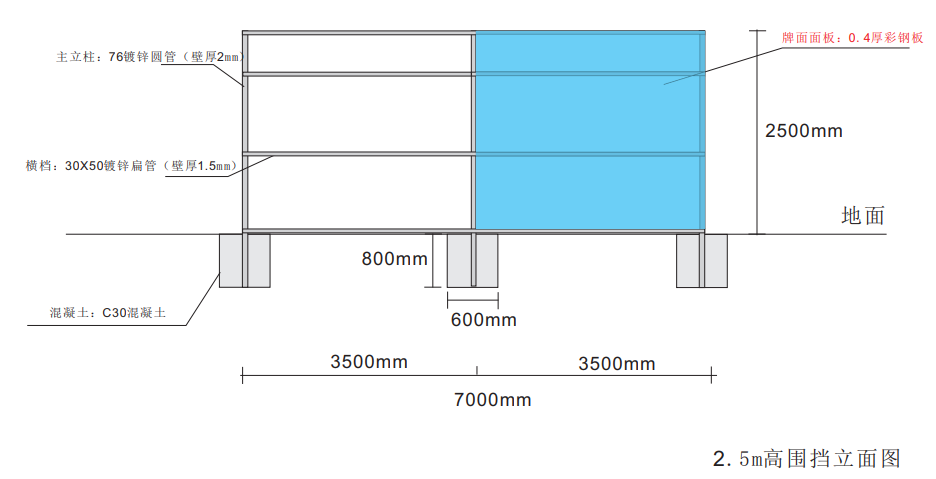 牌面面板：0.4厚彩钢板
主立柱：76镀锌圆管（壁厚2mm）
2500mm
横档：30X50镀锌扁管（壁厚1.5mm）
地面
800mm
混凝土：C30混凝土
600mm
3500mm
3500mm
7000mm
2.5m高围挡立面图